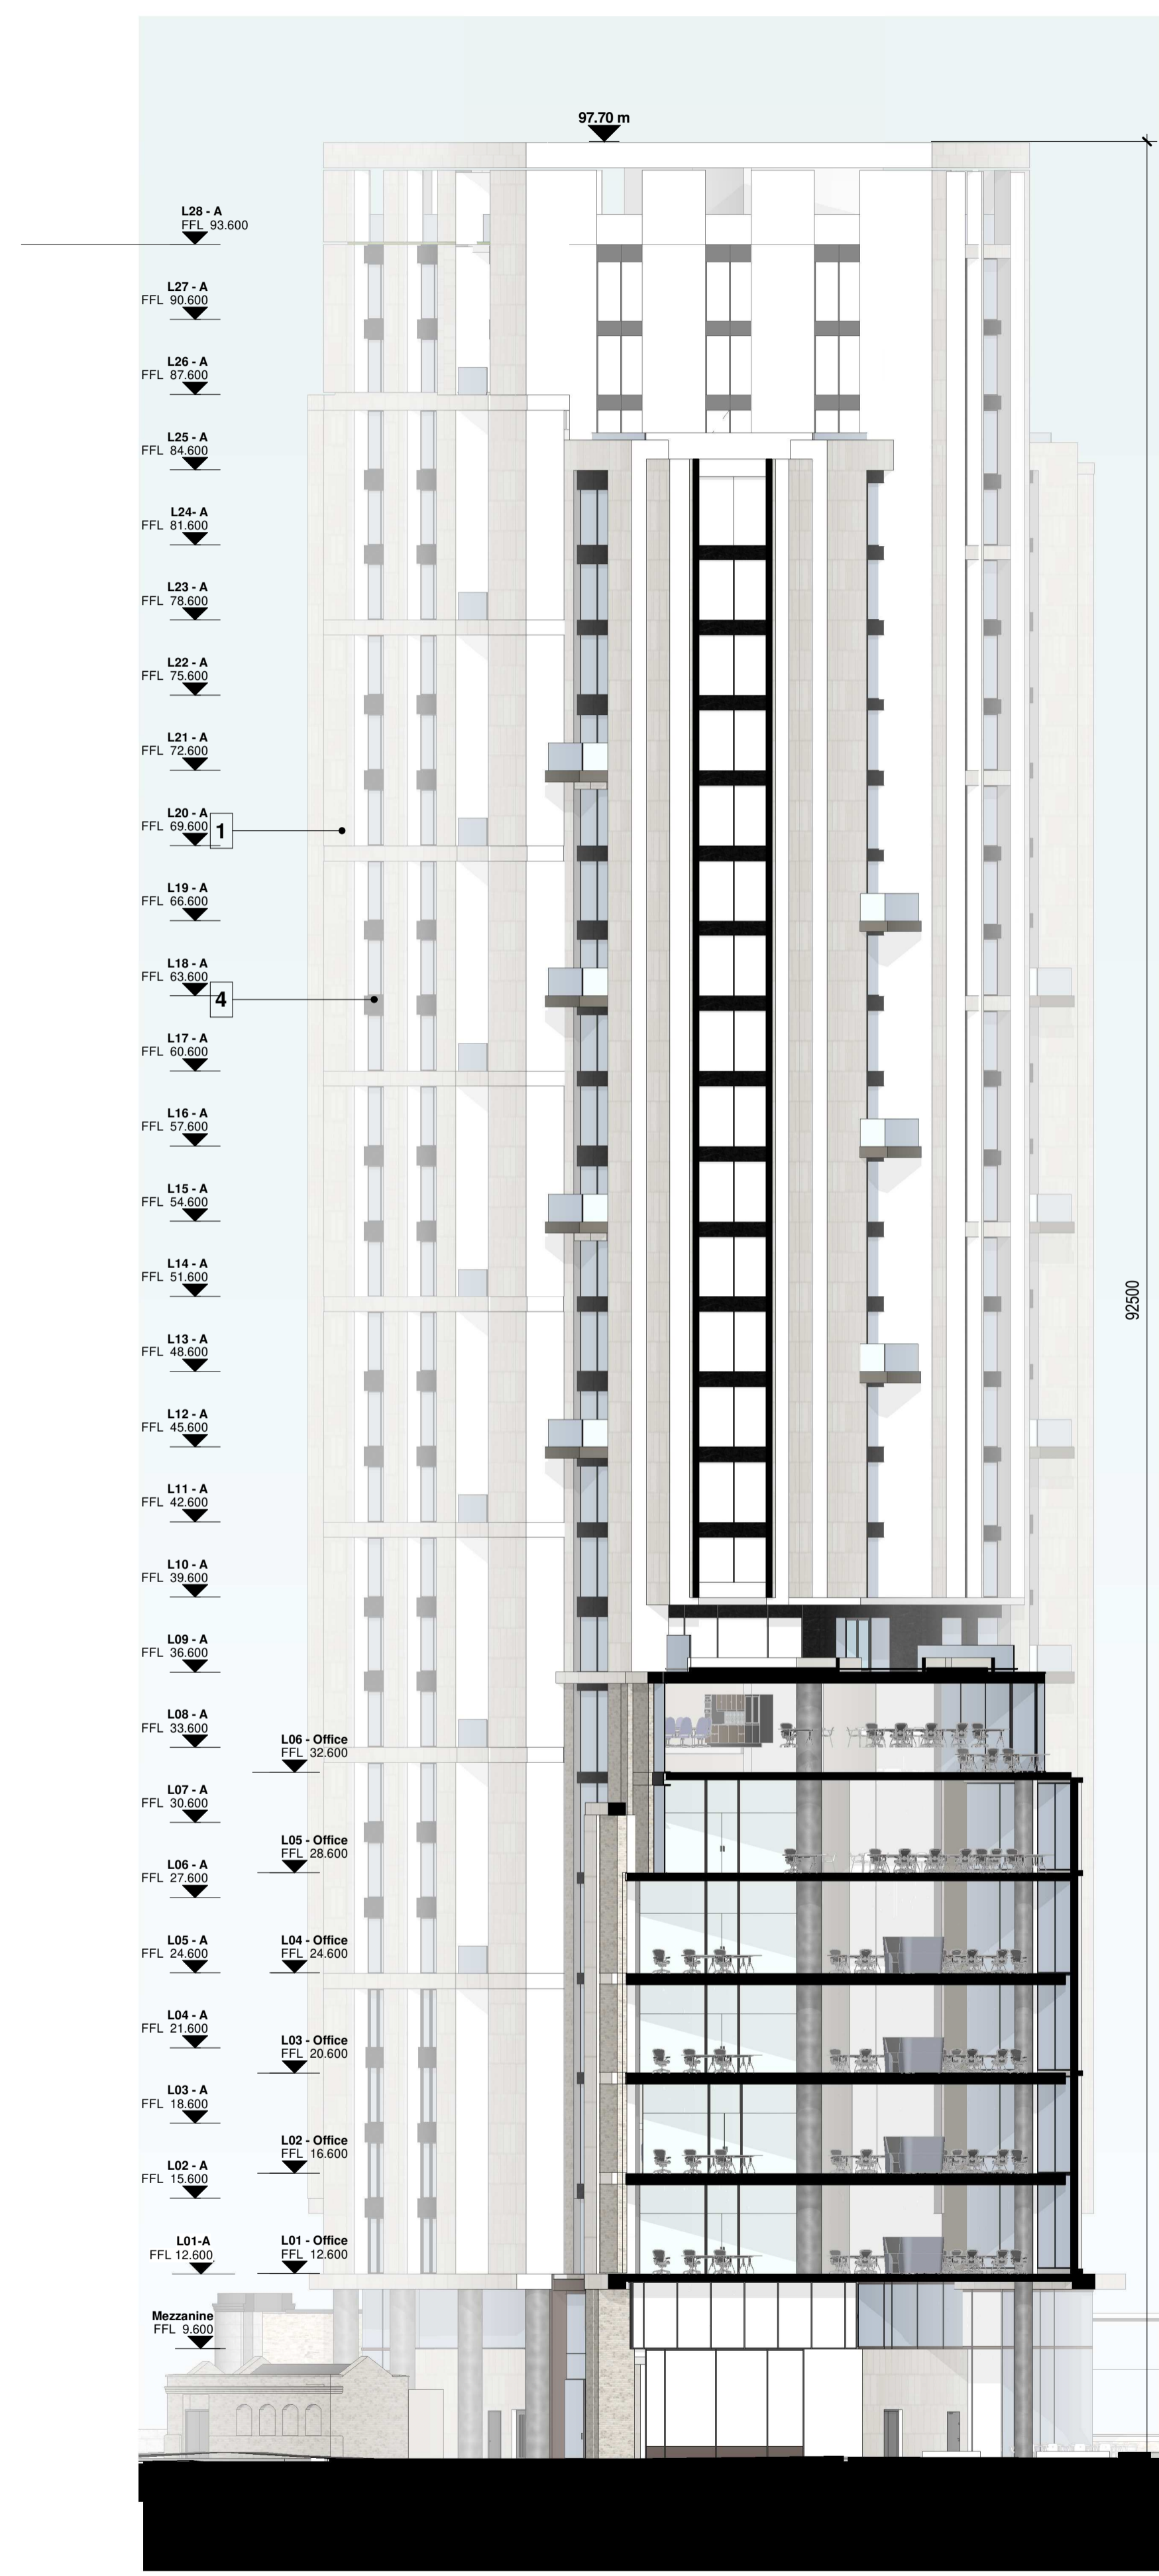 97.70 m
L28 - A
FFL 93.600
L27 - A
FFL 90.600
L26 - A
FFL 87.600
L25 - A
FFL 84.600
L24- A
FFL 81.600
L23 - A
FFL 78.600
L22 - A
FFL 75.600
L21 - A
FFL 72.600
L20 - A
FFL 69.600
1
L19 - A
FFL 66.600
L18 - A
FFL 63.600
4
L17 - A
FFL 60.600
L16 - A
FFL 57.600
L15 - A
FFL 54.600
L14 - A
FFL 51.600
92500
L13 - A
FFL 48.600
L12 - A
FFL 45.600
L11 - A
FFL 42.600
L10 - A
FFL 39.600
L09 - A
FFL 36.600
L08 - A
FFL 33.600
L06 - Office
FFL 32.600
L07 - A
FFL 30.600
L05 - Office
FFL 28.600
L06 - A
FFL 27.600
L05 - A
FFL 24.600
L04 - Office
FFL 24.600
L04 - A
FFL 21.600
L03 - Office
FFL 20.600
L03 - A
FFL 18.600
L02 - Office
FFL 16.600
L02 - A
FFL 15.600
L01-A
FFL 12.600
L01 - Office
FFL 12.600
Mezzanine
FFL 9.600